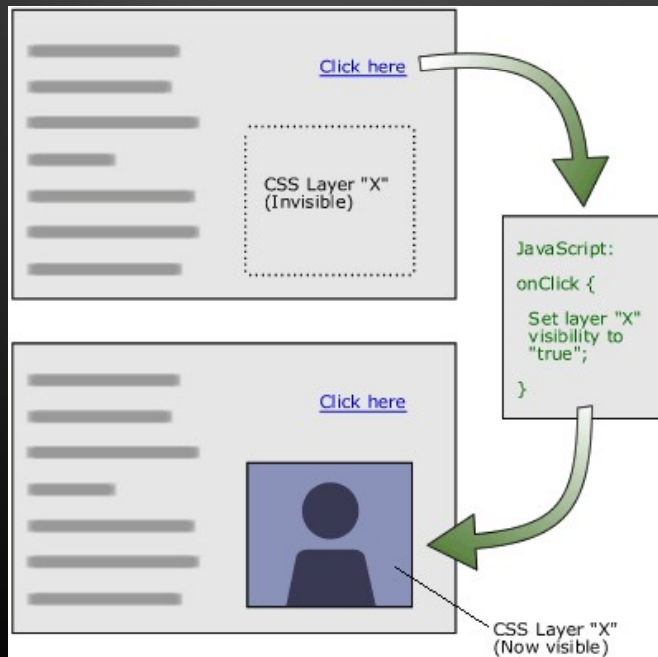 Click here
CSS Layer "X"
(Invisible)
JavaScript:
onClick {
Set layer "X"
visibility to
"true";
}
Click here
CSS Layer "X"
(Now visible)